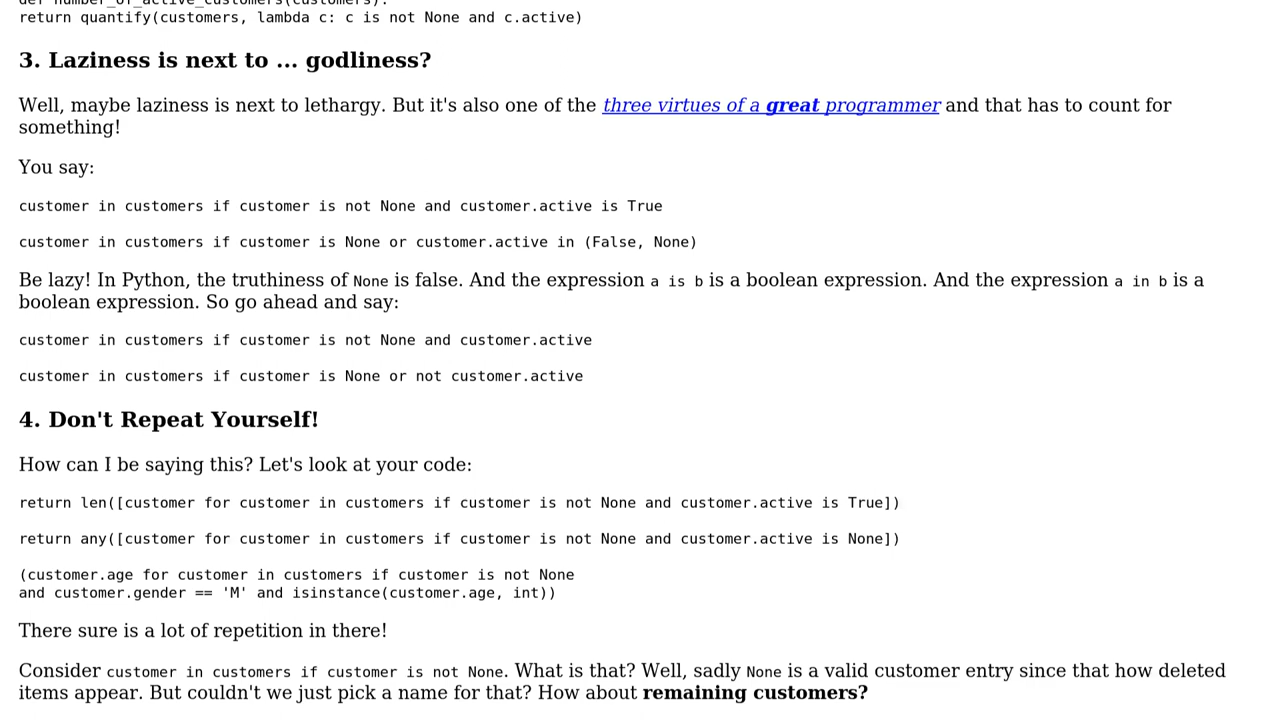 def number_of_active_customers(customers):
return quantify(customers, lambda c: c is not None and c.active)
3. Laziness is next to ... godliness?
Well, maybe laziness is next to lethargy. But it's also one of the three virtues of a great programmer and that has to count for
something!
You say:
customer in customers if customer is not None and customer.active is True
customer in customers if customer is None or customer.active in (False, None)
Be lazy! In Python, the truthiness of None is false. And the expression a is b is a boolean expression. And the expression a in b is a
boolean expression. So go ahead and say:
customer in customers if customer is not None and customer.active
customer in customers if customer is None or not customer.active
4. Don't Repeat Yourself!
How can I be saying this? Let's look at your code:
return len([customer for customer in customers if customer is not None and customer.active is True])
return any([customer for customer in customers if customer is not None and customer.active is None])
(customer.age for customer in customers if customer is not None
and customer.gender == 'M' and isinstance(customer.age, int))
There sure is a lot of repetition in there!
Consider customer in customers if customer is not None. What is that? Well, sadly None is a valid customer entry since that how deleted
items appear. But couldn't we just pick a name for that? How about remaining customers?